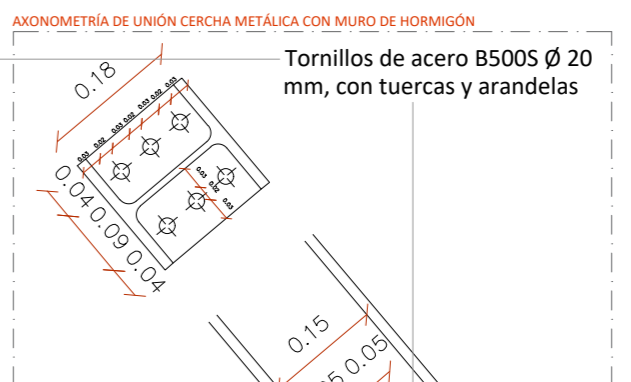 AXONOMETRÍA DE UNIÓN CERCHA METÁLICA CON MURO DE HORMIGÓN
Tornillos de acero B500S Ø 20
mm, con tuercas y arandelas
0.18
0.03 0.02 0.03 0.02 0.03 0.02 0.03
0.03 0.02 0.03
0.04 0.09 0.04
0.15
0.05